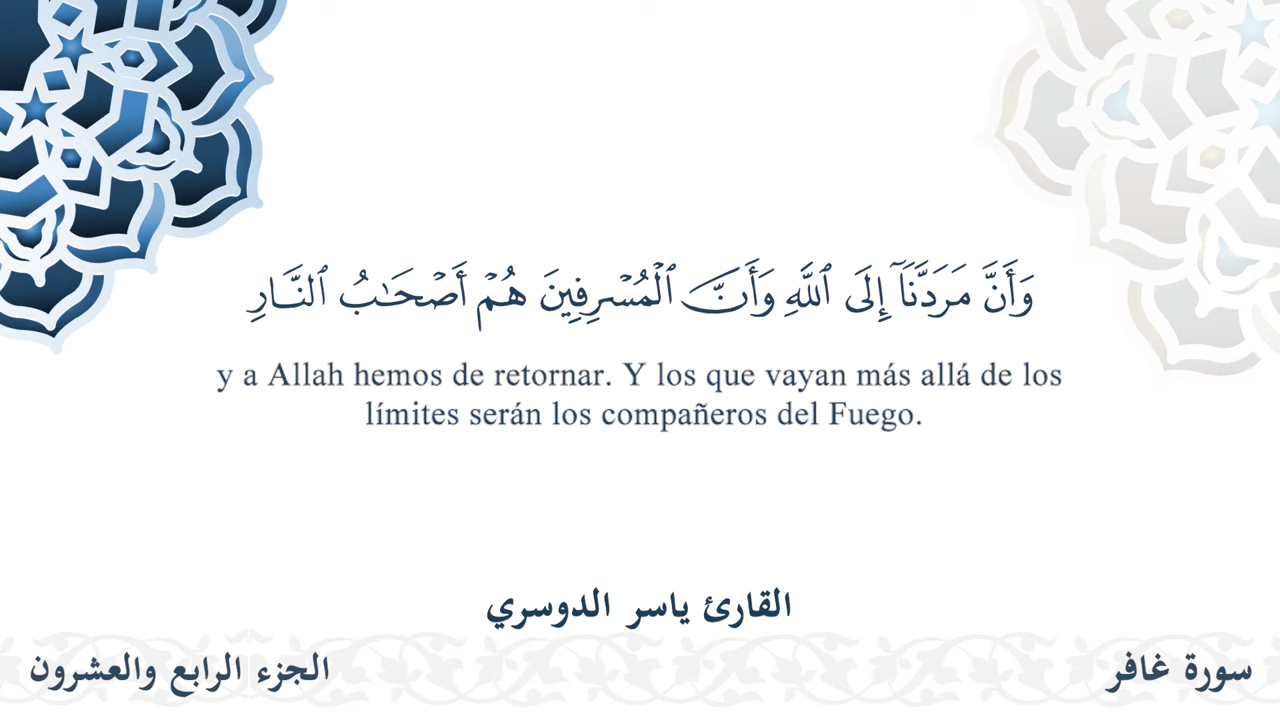 وَأَنَّ مَرَدَّنَآ إِلَى ٱللَّهِ وَأَنَّ ٱلْمُسْرِفِينَ هُمْ أَصْحَـٰبُ ٱلنَّارِ
y a Allah hemos de retornar. Y los que vayan más allá de los
límites serán los compañeros del Fuego.
القارئ ياسر الدوسري
سورة غافر
الجزء الرابع والعشرون